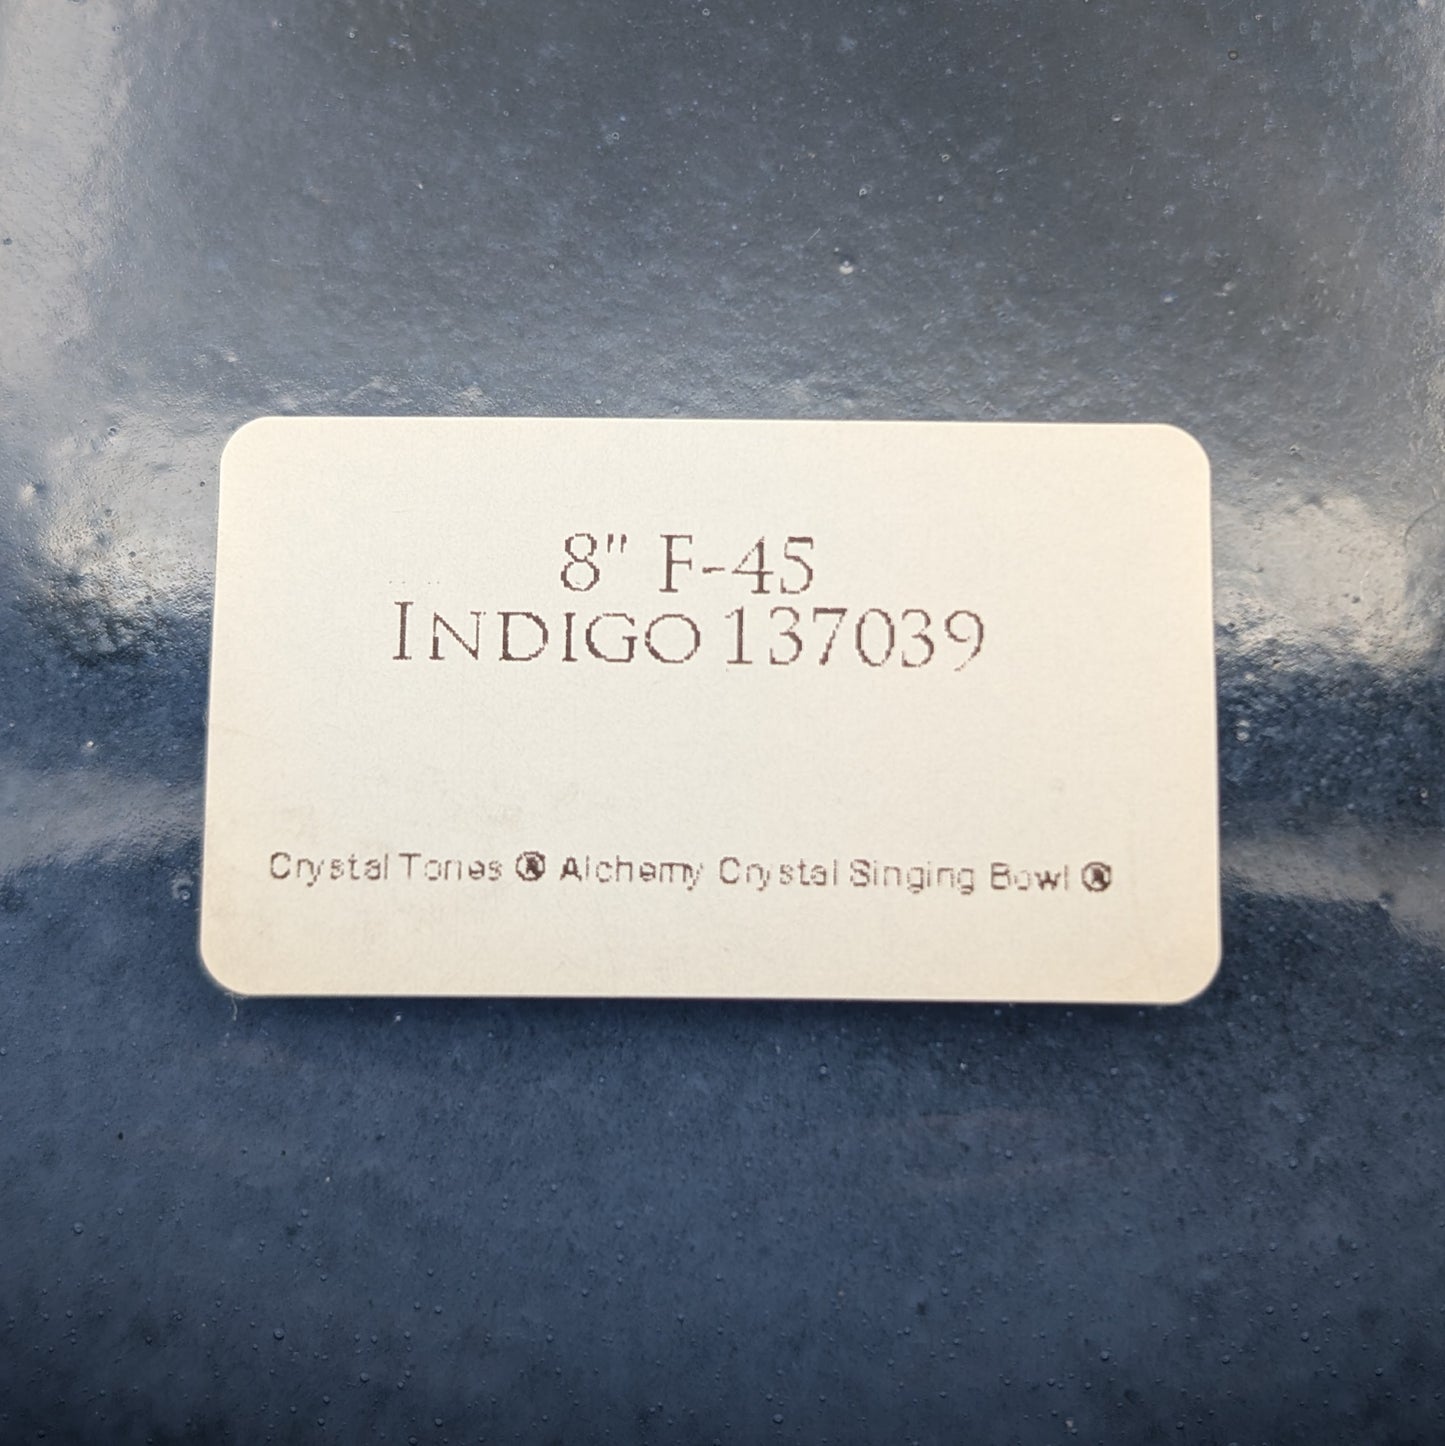 8" F-45
INDIGO 137039
Crystal Tones ® Alchemy Crystal Singing Bowl ®